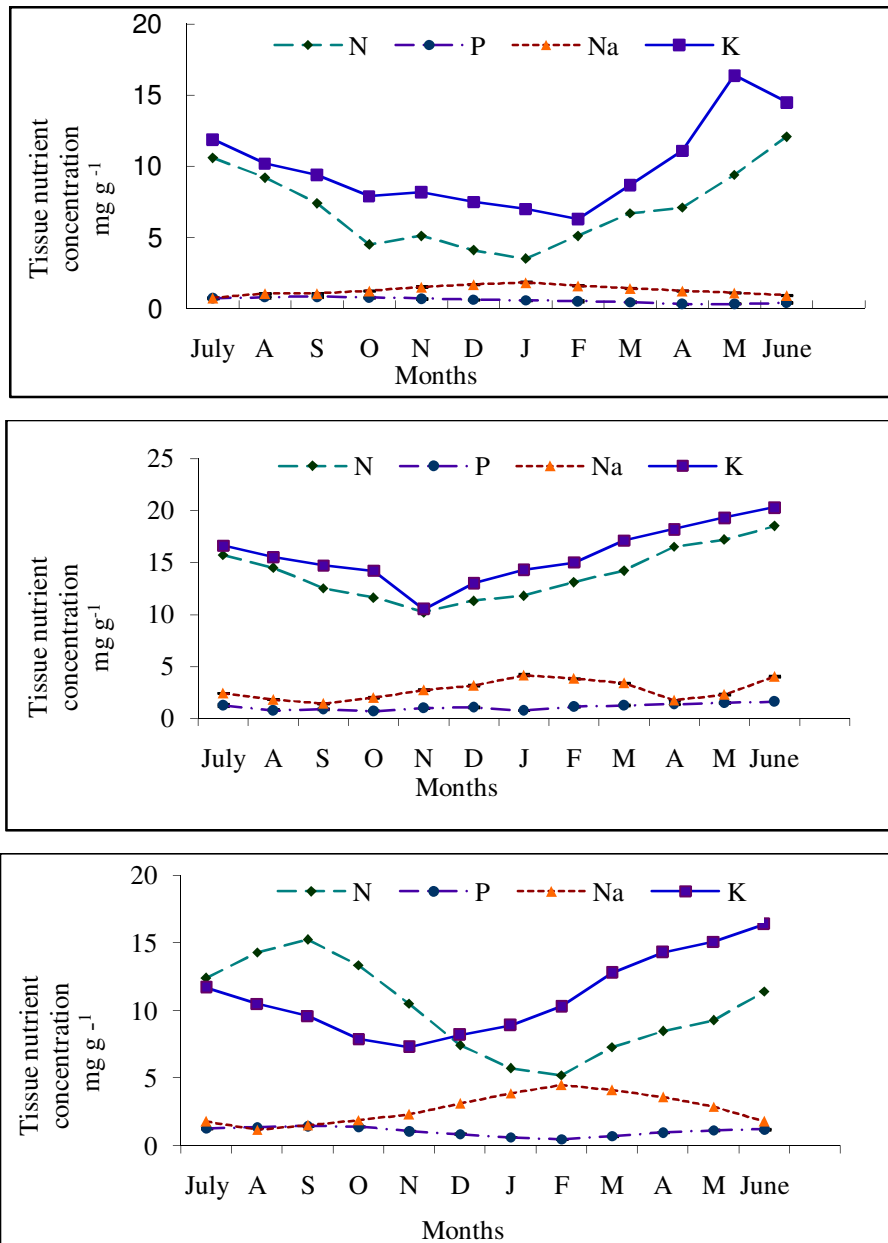 N P Na K
20
15
10
5
0
Tissue nutrient
concentration
mg g -1
July A S O N D J F M A M June
Months
N P Na K
25
20
15
10
5
0
Tissue nutrient
concentration
mg g-1
July A S O N D J F M A M June
Months
N P Na K
20
15
10
5
0
Tissue nutrient
concentration
mg g -1
July A S O N D J F M A M June
Months